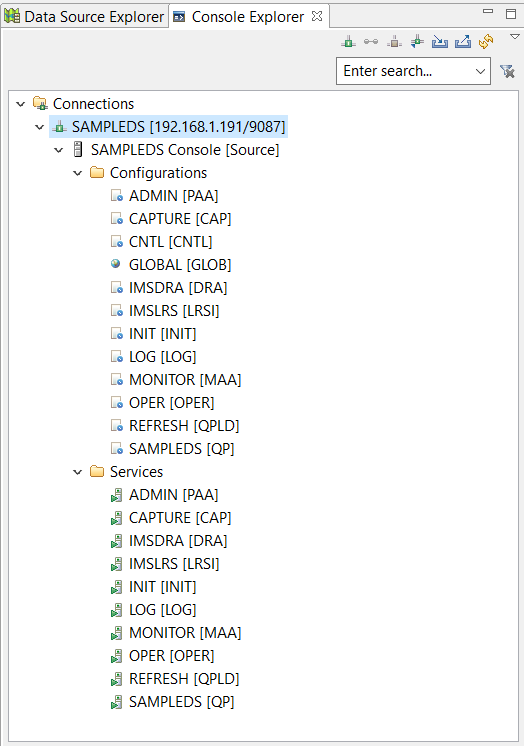 Data Source Explorer Console Explorer
Enter search...
Connections
SAMPLEDS [192.168.1.191/9087]
SAMPLEDS Console [Source]
Configurations
ADMIN [PAA]
CAPTURE [CAP]
CNTL [CNTL]
GLOBAL [GLOB]
IMSDRA [DRA]
IMSLRS [LRSI]
INIT [INIT]
LOG [LOG]
MONITOR [MAA]
OPER [OPER]
REFRESH [QPLD]
SAMPLEDS [QP]
Services
ADMIN [PAA]
CAPTURE [CAP]
IMSDRA [DRA]
IMSLRS [LRSI]
INIT [INIT]
LOG [LOG]
MONITOR [MAA]
OPER [OPER]
REFRESH [QPLD]
SAMPLEDS [QP]